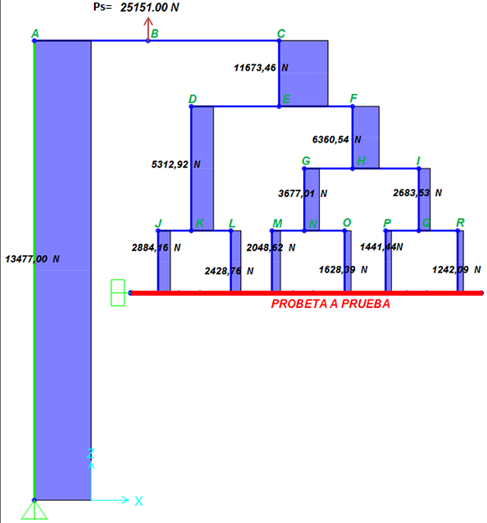 Ps= 25151.00 N
A B C
11673,46 N
D E F
6360,54 N
5312,92 N
G H I
3677,01 N 2683,53 N
J K L M N O P Q R
2884,16 N 2048,62 N 1441,44N
13477,00 N
2428,76 N 1628,39 N 1242,09 N
PROBETA A PRUEBA
Z
X